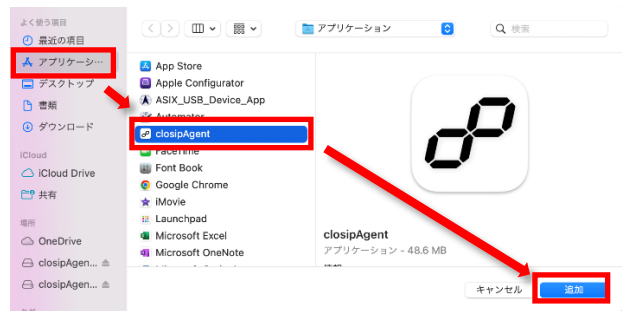 よく使う項目
最近の項目
アプリケーシ…
デスクトップ
書類
ダウンロード
iCloud
iCloud Drive
共有
場所
OneDrive
closipAgen...
closipAgen...
アプリケーション
検索
App Store
Apple Configurator
ASIX_USB_Device_App
Automator
closipAgent
FaceTime
Font Book
Google Chrome
iMovie
Launchpad
Microsoft Excel
Microsoft OneNote
closipAgent
アプリケーション - 48.6 MB
キャンセル
追加